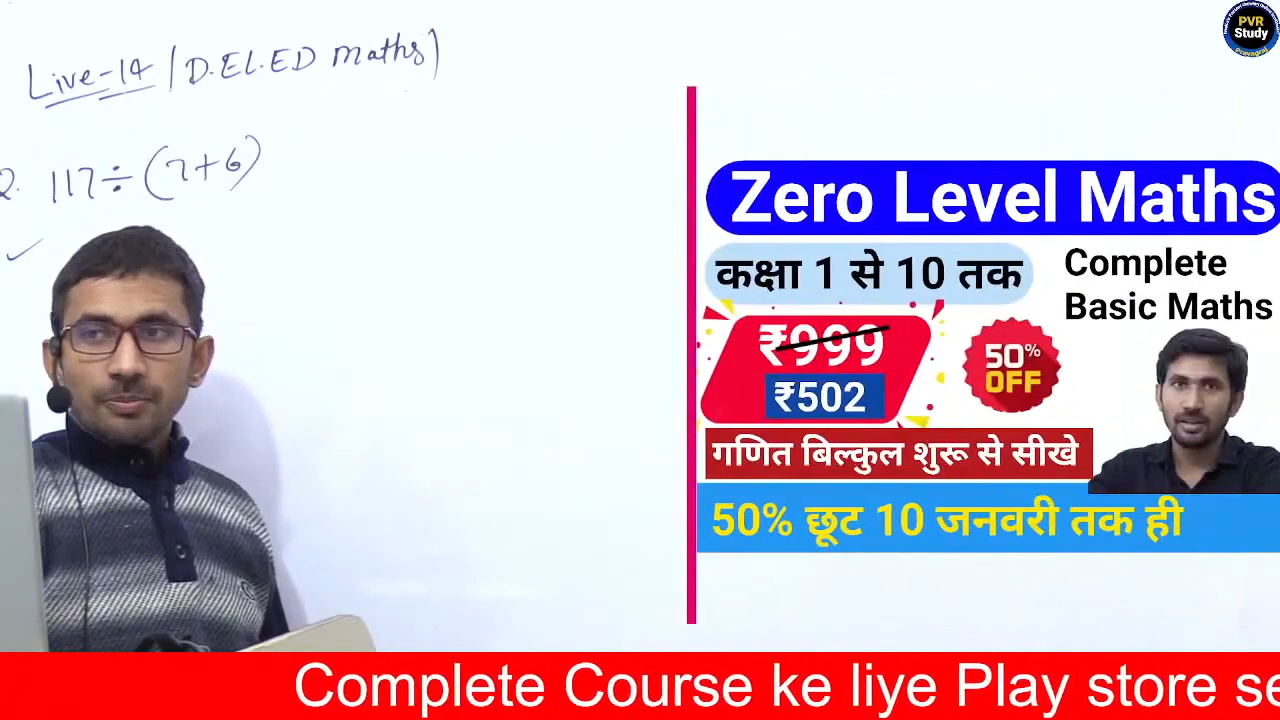 Live-14 / D.EL.ED Maths)
Q. 117÷(7+6)
PVR
Study
Prayagraj
Zero Level Maths
कक्षा 1 से 10 तक
Complete
Basic Maths
₹999
₹502
50%
OFF
गणित बिल्कुल शुरू से सीखे
50% छूट 10 जनवरी तक ही
Complete Course ke liye Play store se